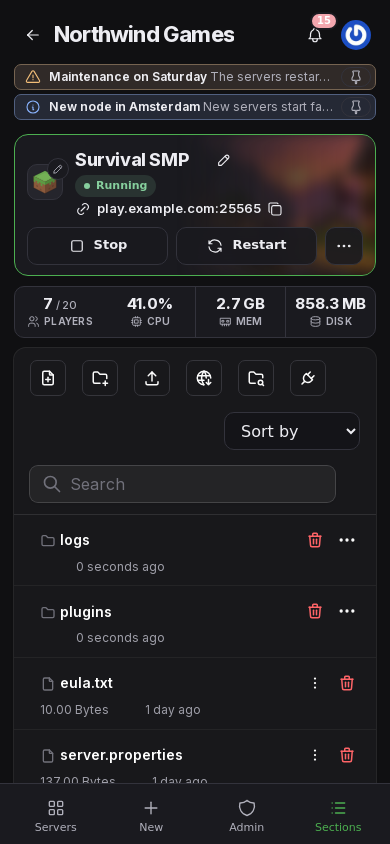 Northwind Games
15
Maintenance on Saturday The servers restar...
New node in Amsterdam New servers start fa...
Survival SMP
Running
play.example.com:25565
Stop
Restart
7 / 20
PLAYERS
41.0%
CPU
2.7 GB
MEM
858.3 MB
DISK
Sort by
Search
logs
0 seconds ago
plugins
0 seconds ago
eula.txt
10.00 Bytes 1 day ago
server.properties
137.00 Bytes 1 day ago
Servers
New
Admin
Sections